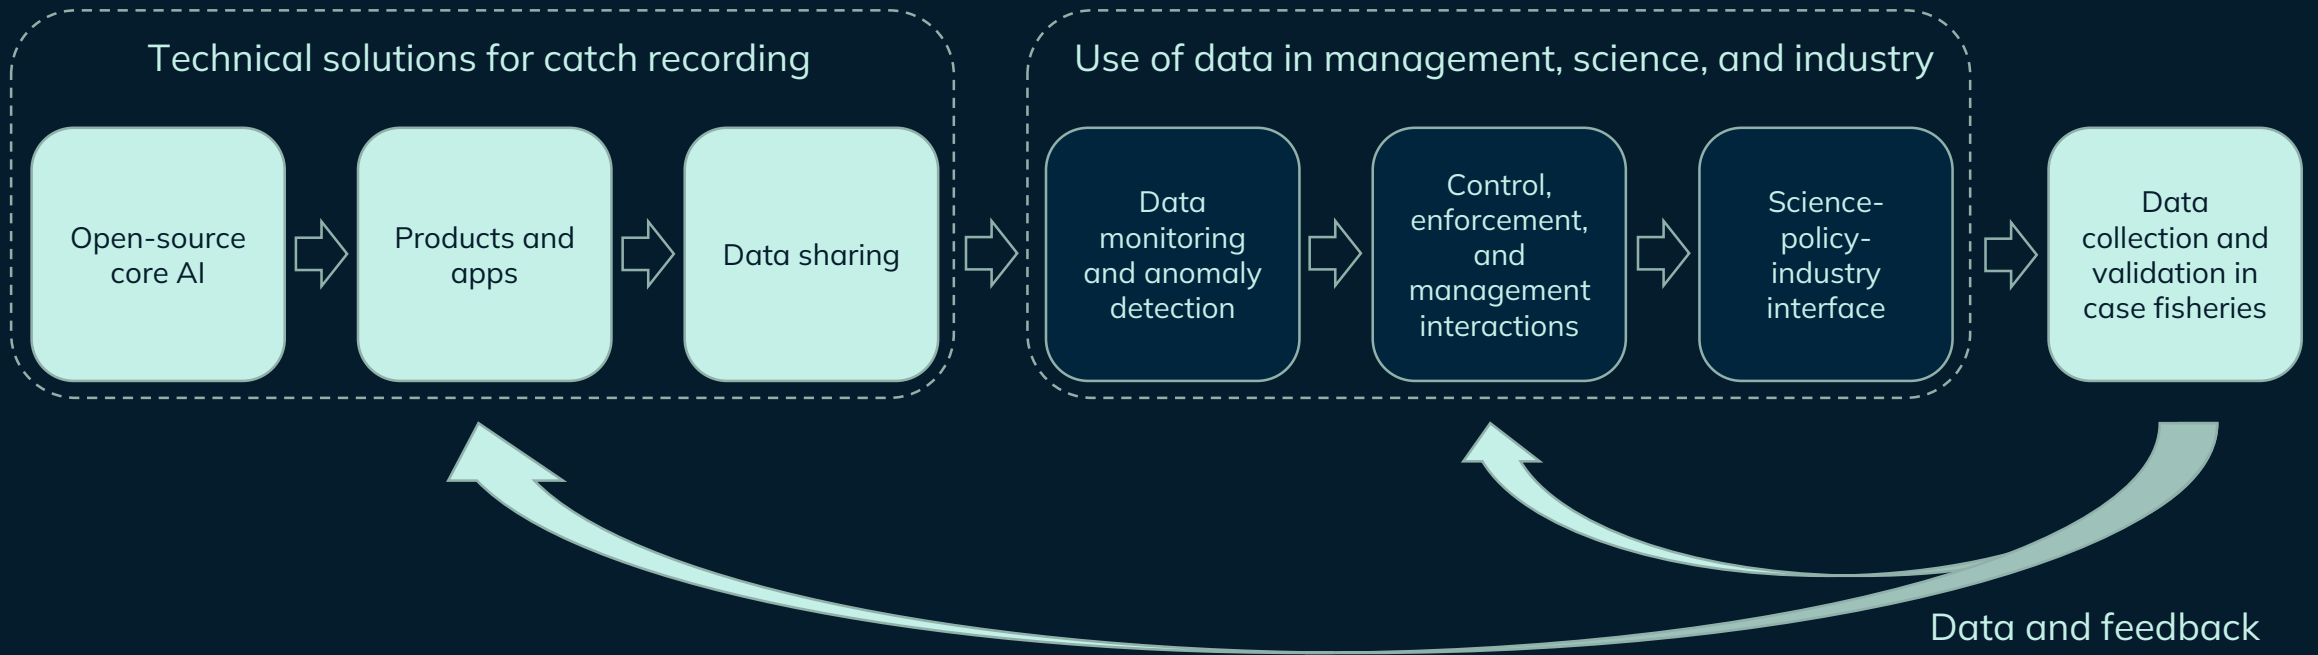 Technical solutions for catch recording
Open-source
core AI
Products and
apps
Data sharing
Use of data in management, science, and industry
Data
monitoring
and anomaly
detection
Control,
enforcement,
and
management
interactions
Science-
policy-
industry
interface
Data
collection and
validation in
case fisheries
Data and feedback